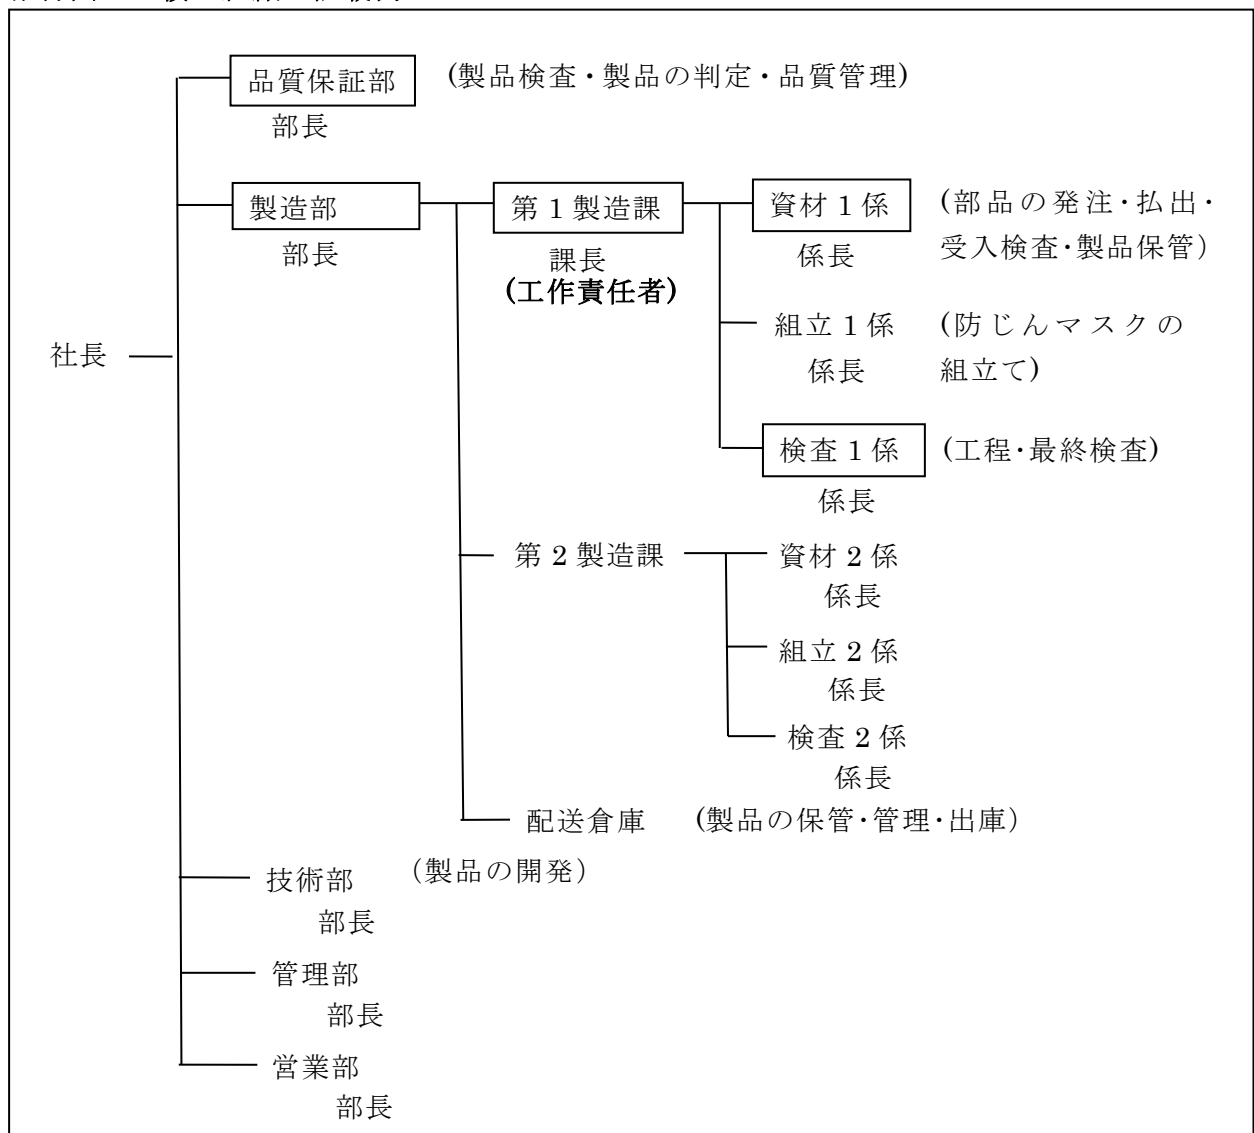 品質保証部 (製品検査・製品の判定・品質管理)
部長
製造部 第 1 製造課 資材 1 係 (部品の発注・払出・
部長 課長 係長 受入検査・製品保管)
(工作責任者)
組立 1 係 (防じんマスクの
社長 係長 組立て)
検査 1 係 (工程・最終検査)
係長
第 2 製造課 資材 2 係
係長
組立 2 係
係長
検査 2 係
係長
配送倉庫 (製品の保管・管理・出庫)
技術部 (製品の開発)
部長
管理部
部長
営業部
部長